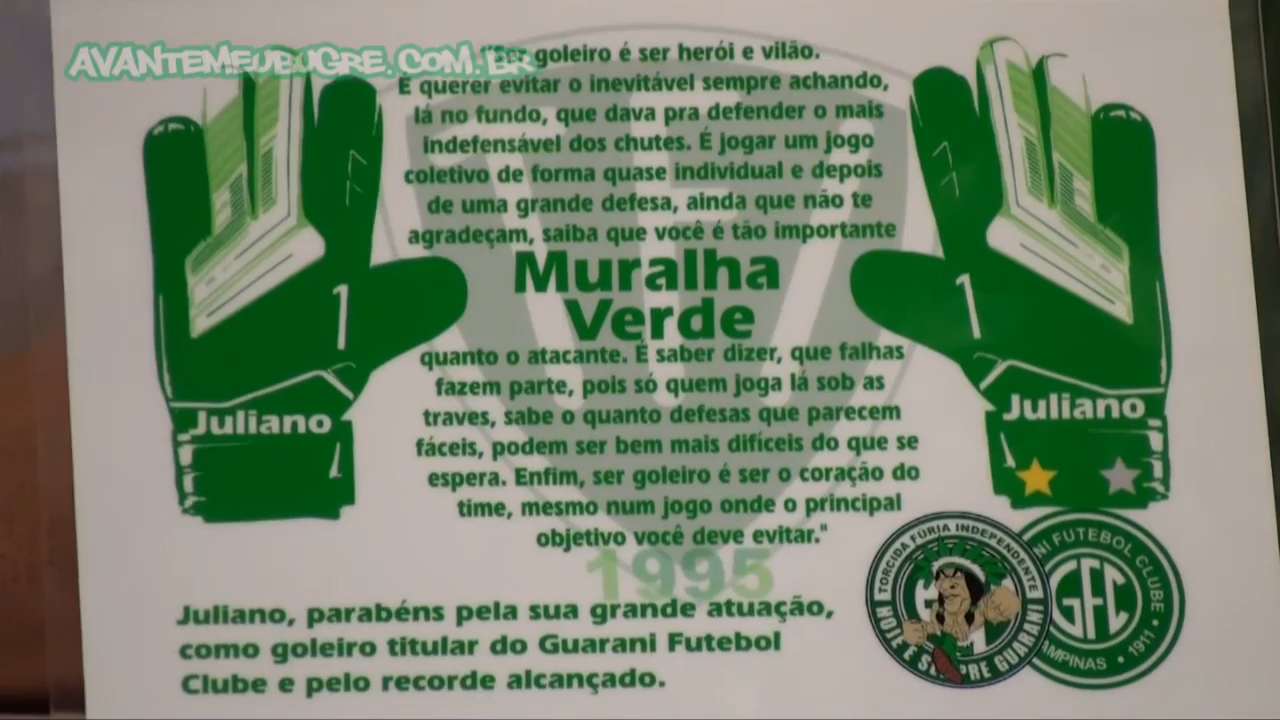 AVANTEMEUBUGRE.COM.BR
"Ser goleiro é ser herói e vilão.
É querer evitar o inevitável sempre achando,
lá no fundo, que dava pra defender o mais
indefensável dos chutes. É jogar um jogo
coletivo de forma quase individual e depois
de uma grande defesa, ainda que não te
agradeçam, saiba que você é tão importante
Muralha
Verde
quanto o atacante. É saber dizer, que falhas
fazem parte, pois só quem joga lá sob as
traves, sabe o quanto defesas que parecem
fáceis, podem ser bem mais difíceis do que se
espera. Enfim, ser goleiro é ser o coração do
time, mesmo num jogo onde o principal
objetivo você deve evitar."
1995
1
Juliano
1
Juliano
Juliano, parabéns pela sua grande atuação,
como goleiro titular do Guarani Futebol
Clube e pelo recorde alcançado.
TORCIDA FÚRIA INDEPENDENTE
HOJE E SEMPRE GUARANI
NI FUTEBOL CLUBE
GFC
AMPINAS • 1911 •